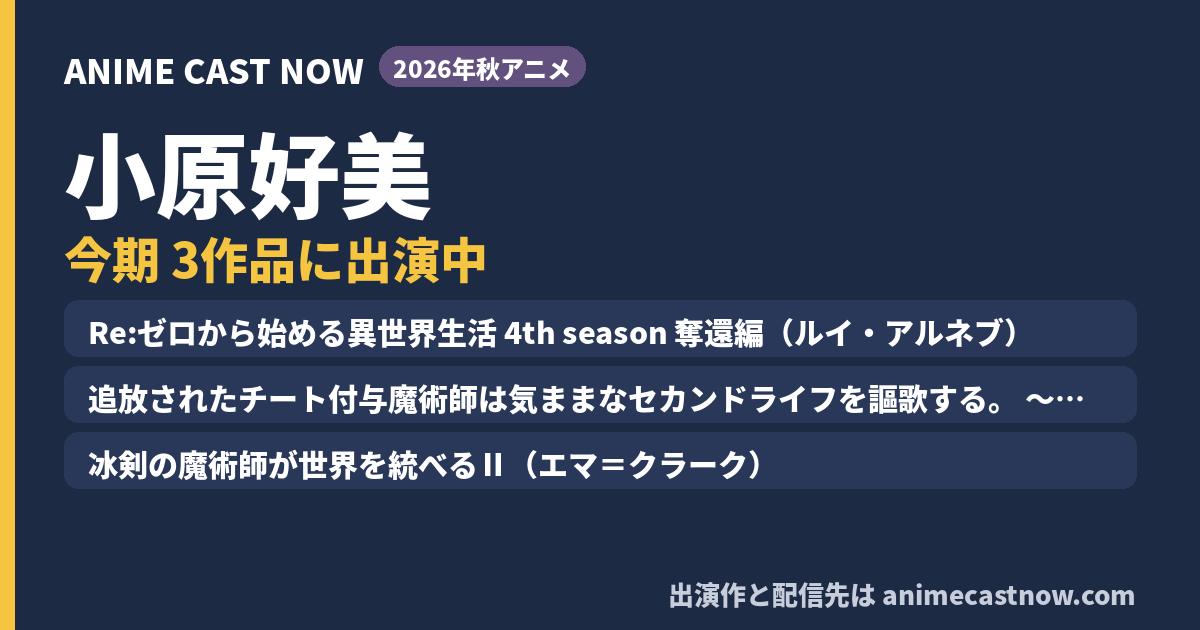 ANIME CAST NOW 2026年秋アニメ
小原好美
今期 3作品に出演中
Re:ゼロから始める異世界生活 4th season 奪還編（ルイ・アルネブ）
追放されたチート付与魔術師は気ままなセカンドライフを謳歌する。 〜…
冰剣の魔術師が世界を統べるⅡ（エマ＝クラーク）
出演作と配信先は animecastnow.com